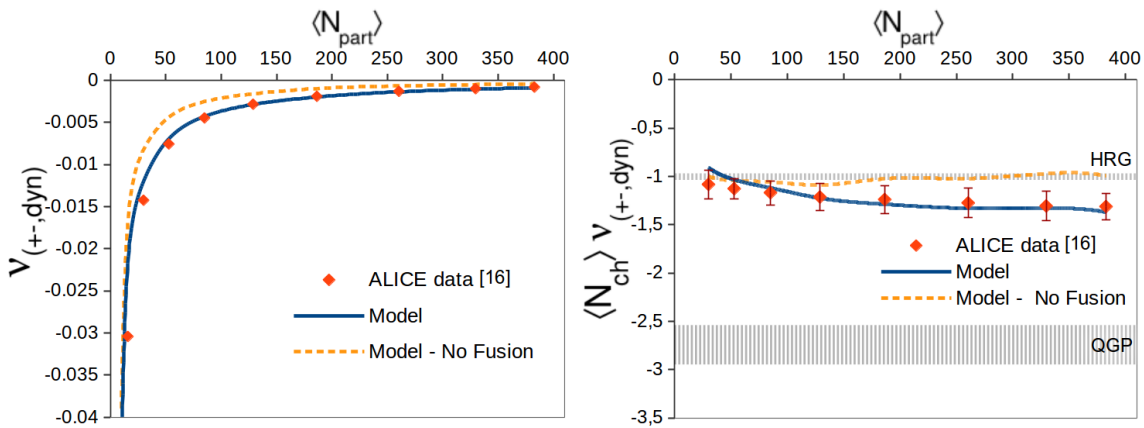 ⟨N_part⟩
0 50 100 150 200 250 300 350 400
0
-0.005
-0.01
-0.015
-0.02
-0.025
-0.03
-0.035
-0.04
ν(+-,dyn)
ALICE data [16]
Model
Model - No Fusion
⟨N_part⟩
0 50 100 150 200 250 300 350 400
0
-0,5
-1
-1,5
-2
-2,5
-3
-3,5
⟨N_ch⟩ ν(+-,dyn)
HRG
ALICE data [16]
Model
Model - No Fusion
QGP